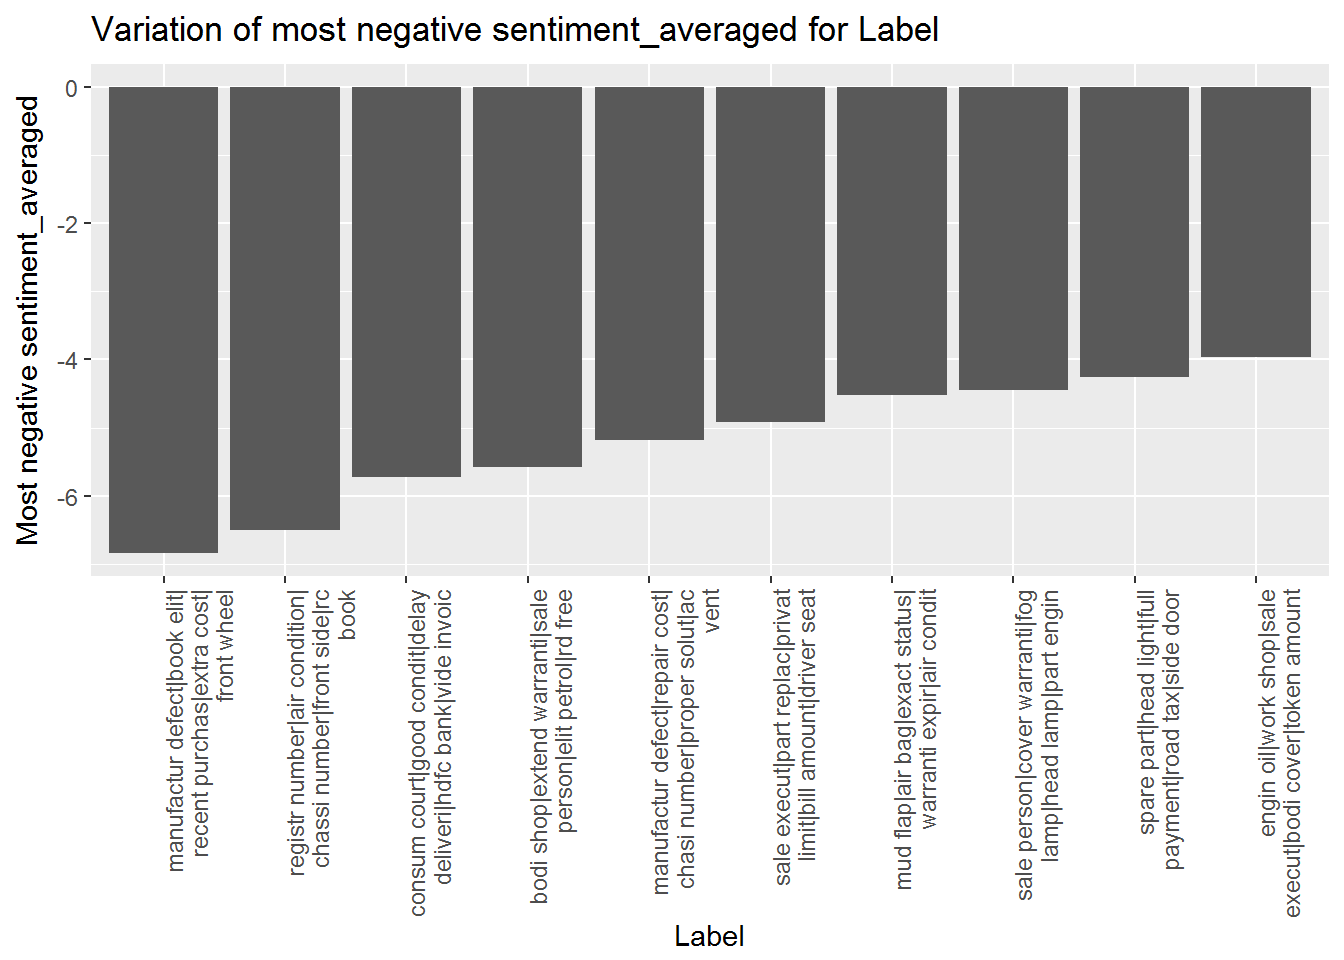 Variation of most negative sentiment_averaged for Label
Most negative sentiment_averaged
0
-2
-4
-6
manufactur defect|book elit|
recent purchas|extra cost|
front wheel
registr number|air condition|
chassi number|front side|rc
book
consum court|good condit|delay
deliveri|hdfc bank|vide invoic
bodi shop|extend warranti|sale
person|elit petrol|rd free
manufactur defect|repair cost|
chasi number|proper solut|ac
vent
sale execut|part replac|privat
limit|bill amount|driver seat
mud flap|air bag|exact status|
warranti expir|air condit
sale person|cover warranti|fog
lamp|head lamp|part engin
spare part|head light|full
payment|road tax|side door
engin oil|work shop|sale
execut|bodi cover|token amount
Label